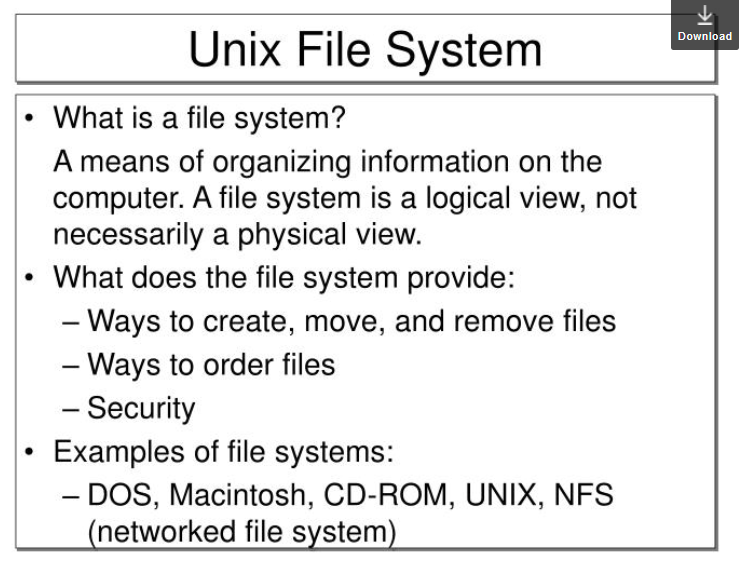 Download
Unix File System
• What is a file system?
A means of organizing information on the
computer. A file system is a logical view, not
necessarily a physical view.
• What does the file system provide:
– Ways to create, move, and remove files
– Ways to order files
– Security
• Examples of file systems:
– DOS, Macintosh, CD-ROM, UNIX, NFS
(networked file system)